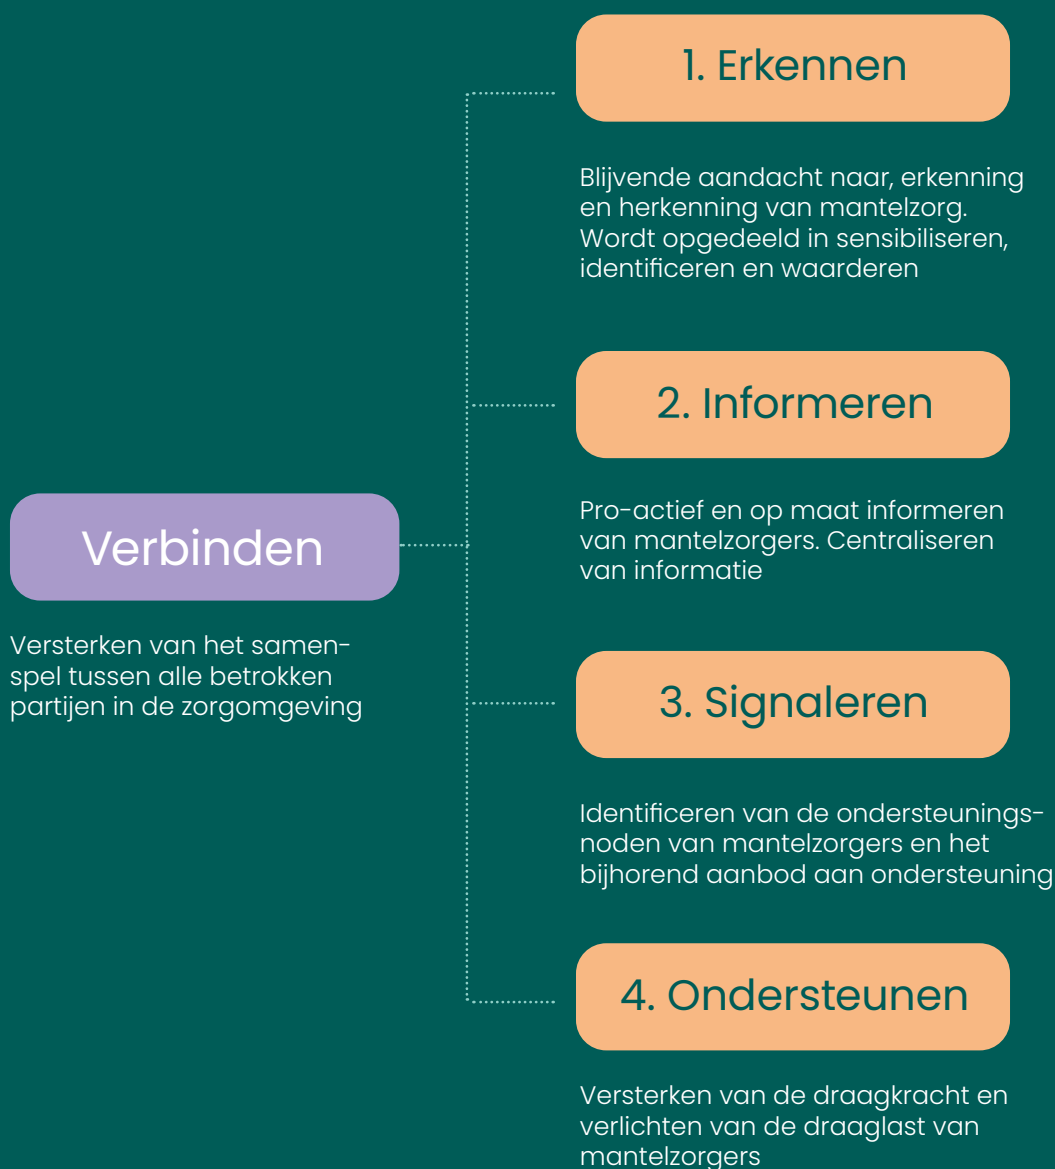 Verbinden
Versterken van het samen-
spel tussen alle betrokken
partijen in de zorgomgeving
1. Erkennen
Blijvende aandacht naar, erkenning
en herkenning van mantelzorg.
Wordt opgedeeld in sensibiliseren,
identificeren en waarderen
2. Informeren
Pro-actief en op maat informeren
van mantelzorgers. Centraliseren
van informatie
3. Signaleren
Identificeren van de ondersteunings-
noden van mantelzorgers en het
bijhorend aanbod aan ondersteuning
4. Ondersteunen
Versterken van de draagkracht en
verlichten van de draaglast van
mantelzorgers